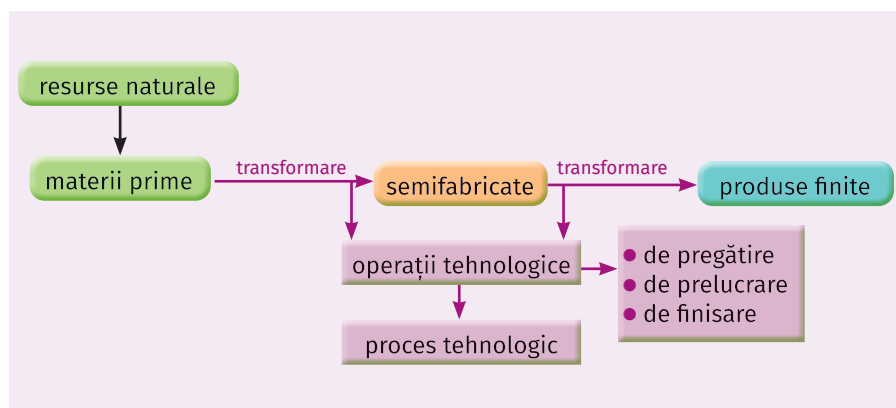 resurse naturale
materii prime
transformare
semifabricate
transformare
produse finite
operații tehnologice
● de pregătire
● de prelucrare
● de finisare
proces tehnologic